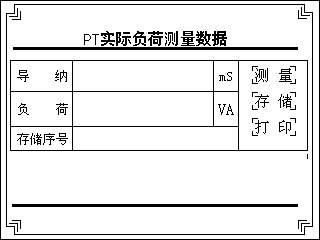 PT实际负荷测量数据
导 纳 mS 测 量
负 荷 VA 存 储
存储序号 打 印